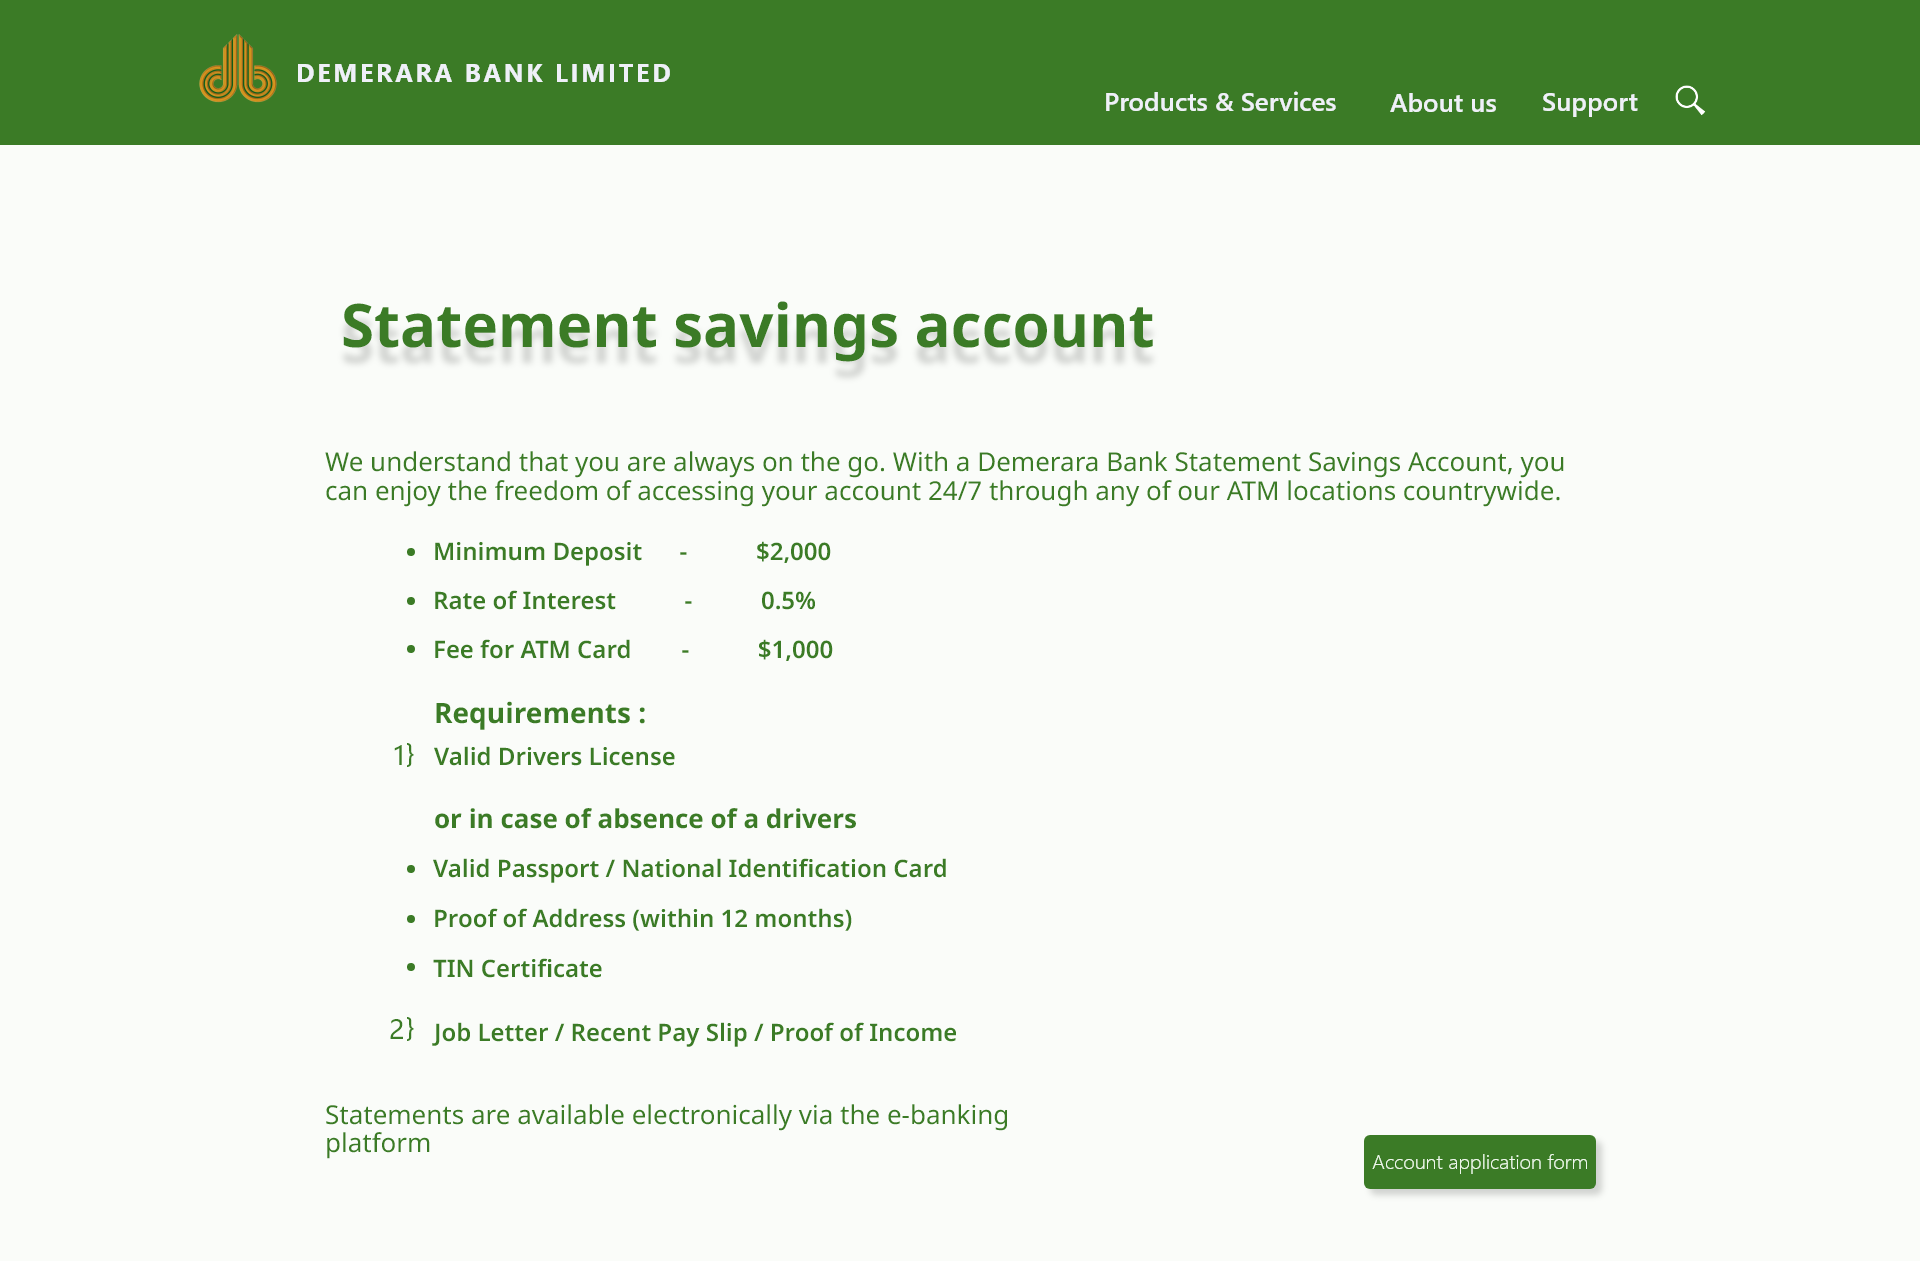 DEMERARA BANK LIMITED
Products & Services About us Support
Statement savings account
We understand that you are always on the go. With a Demerara Bank Statement Savings Account, you
can enjoy the freedom of accessing your account 24/7 through any of our ATM locations countrywide.
• Minimum Deposit - $2,000
• Rate of Interest - 0.5%
• Fee for ATM Card - $1,000
Requirements :
1} Valid Drivers License
or in case of absence of a drivers
• Valid Passport / National Identification Card
• Proof of Address (within 12 months)
• TIN Certificate
2} Job Letter / Recent Pay Slip / Proof of Income
Statements are available electronically via the e-banking
platform
Account application form